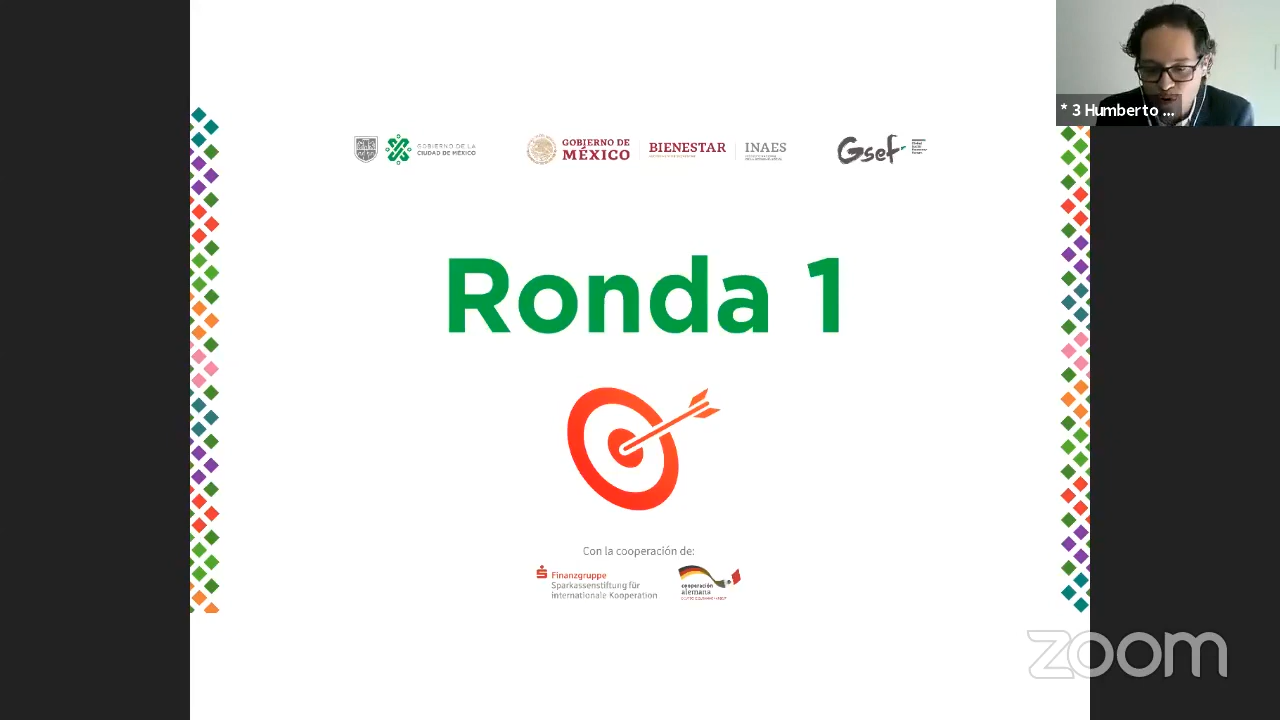 * 3 Humberto ...
GOBIERNO DE LA
CIUDAD DE MÉXICO
GOBIERNO DE
MÉXICO
BIENESTAR
INAES
Gsef
Ronda 1
Con la cooperación de:
Finanzgruppe
Sparkassenstiftung für
internationale Kooperation
cooperación
alemana
zoom